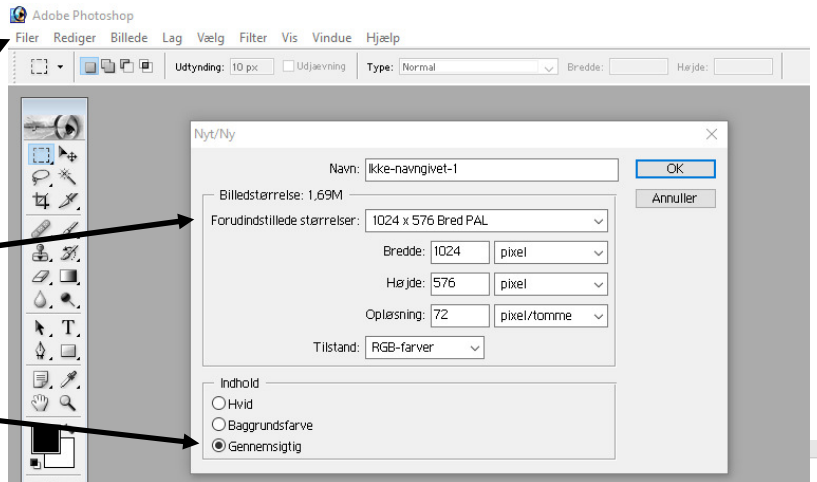 Adobe Photoshop
Filer Rediger Billede Lag Vælg Filter Vis Vindue Hjælp
Udtynding: 10 px Udjævning Type: Normal Bredde: Højde:
Nyt/Ny
Navn: Ikke-navngivet-1 OK
Billedstørrelse: 1,69M Annuller
Forudindstillede størrelser: 1024 x 576 Bred PAL
Bredde: 1024 pixel
Højde: 576 pixel
Opløsning: 72 pixel/tomme
Tilstand: RGB-farver
Indhold
Hvid
Baggrundsfarve
Gennemsigtig